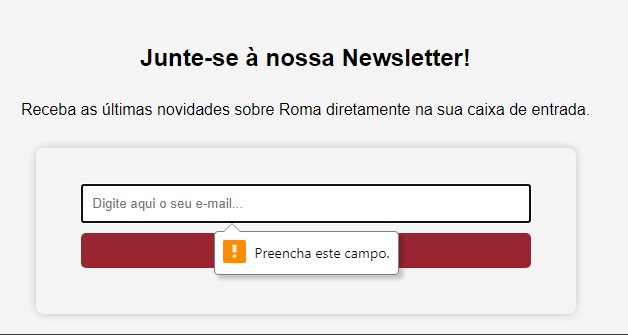 Junte-se à nossa Newsletter!
Receba as últimas novidades sobre Roma diretamente na sua caixa de entrada.
Digite aqui o seu e-mail...
Preencha este campo.